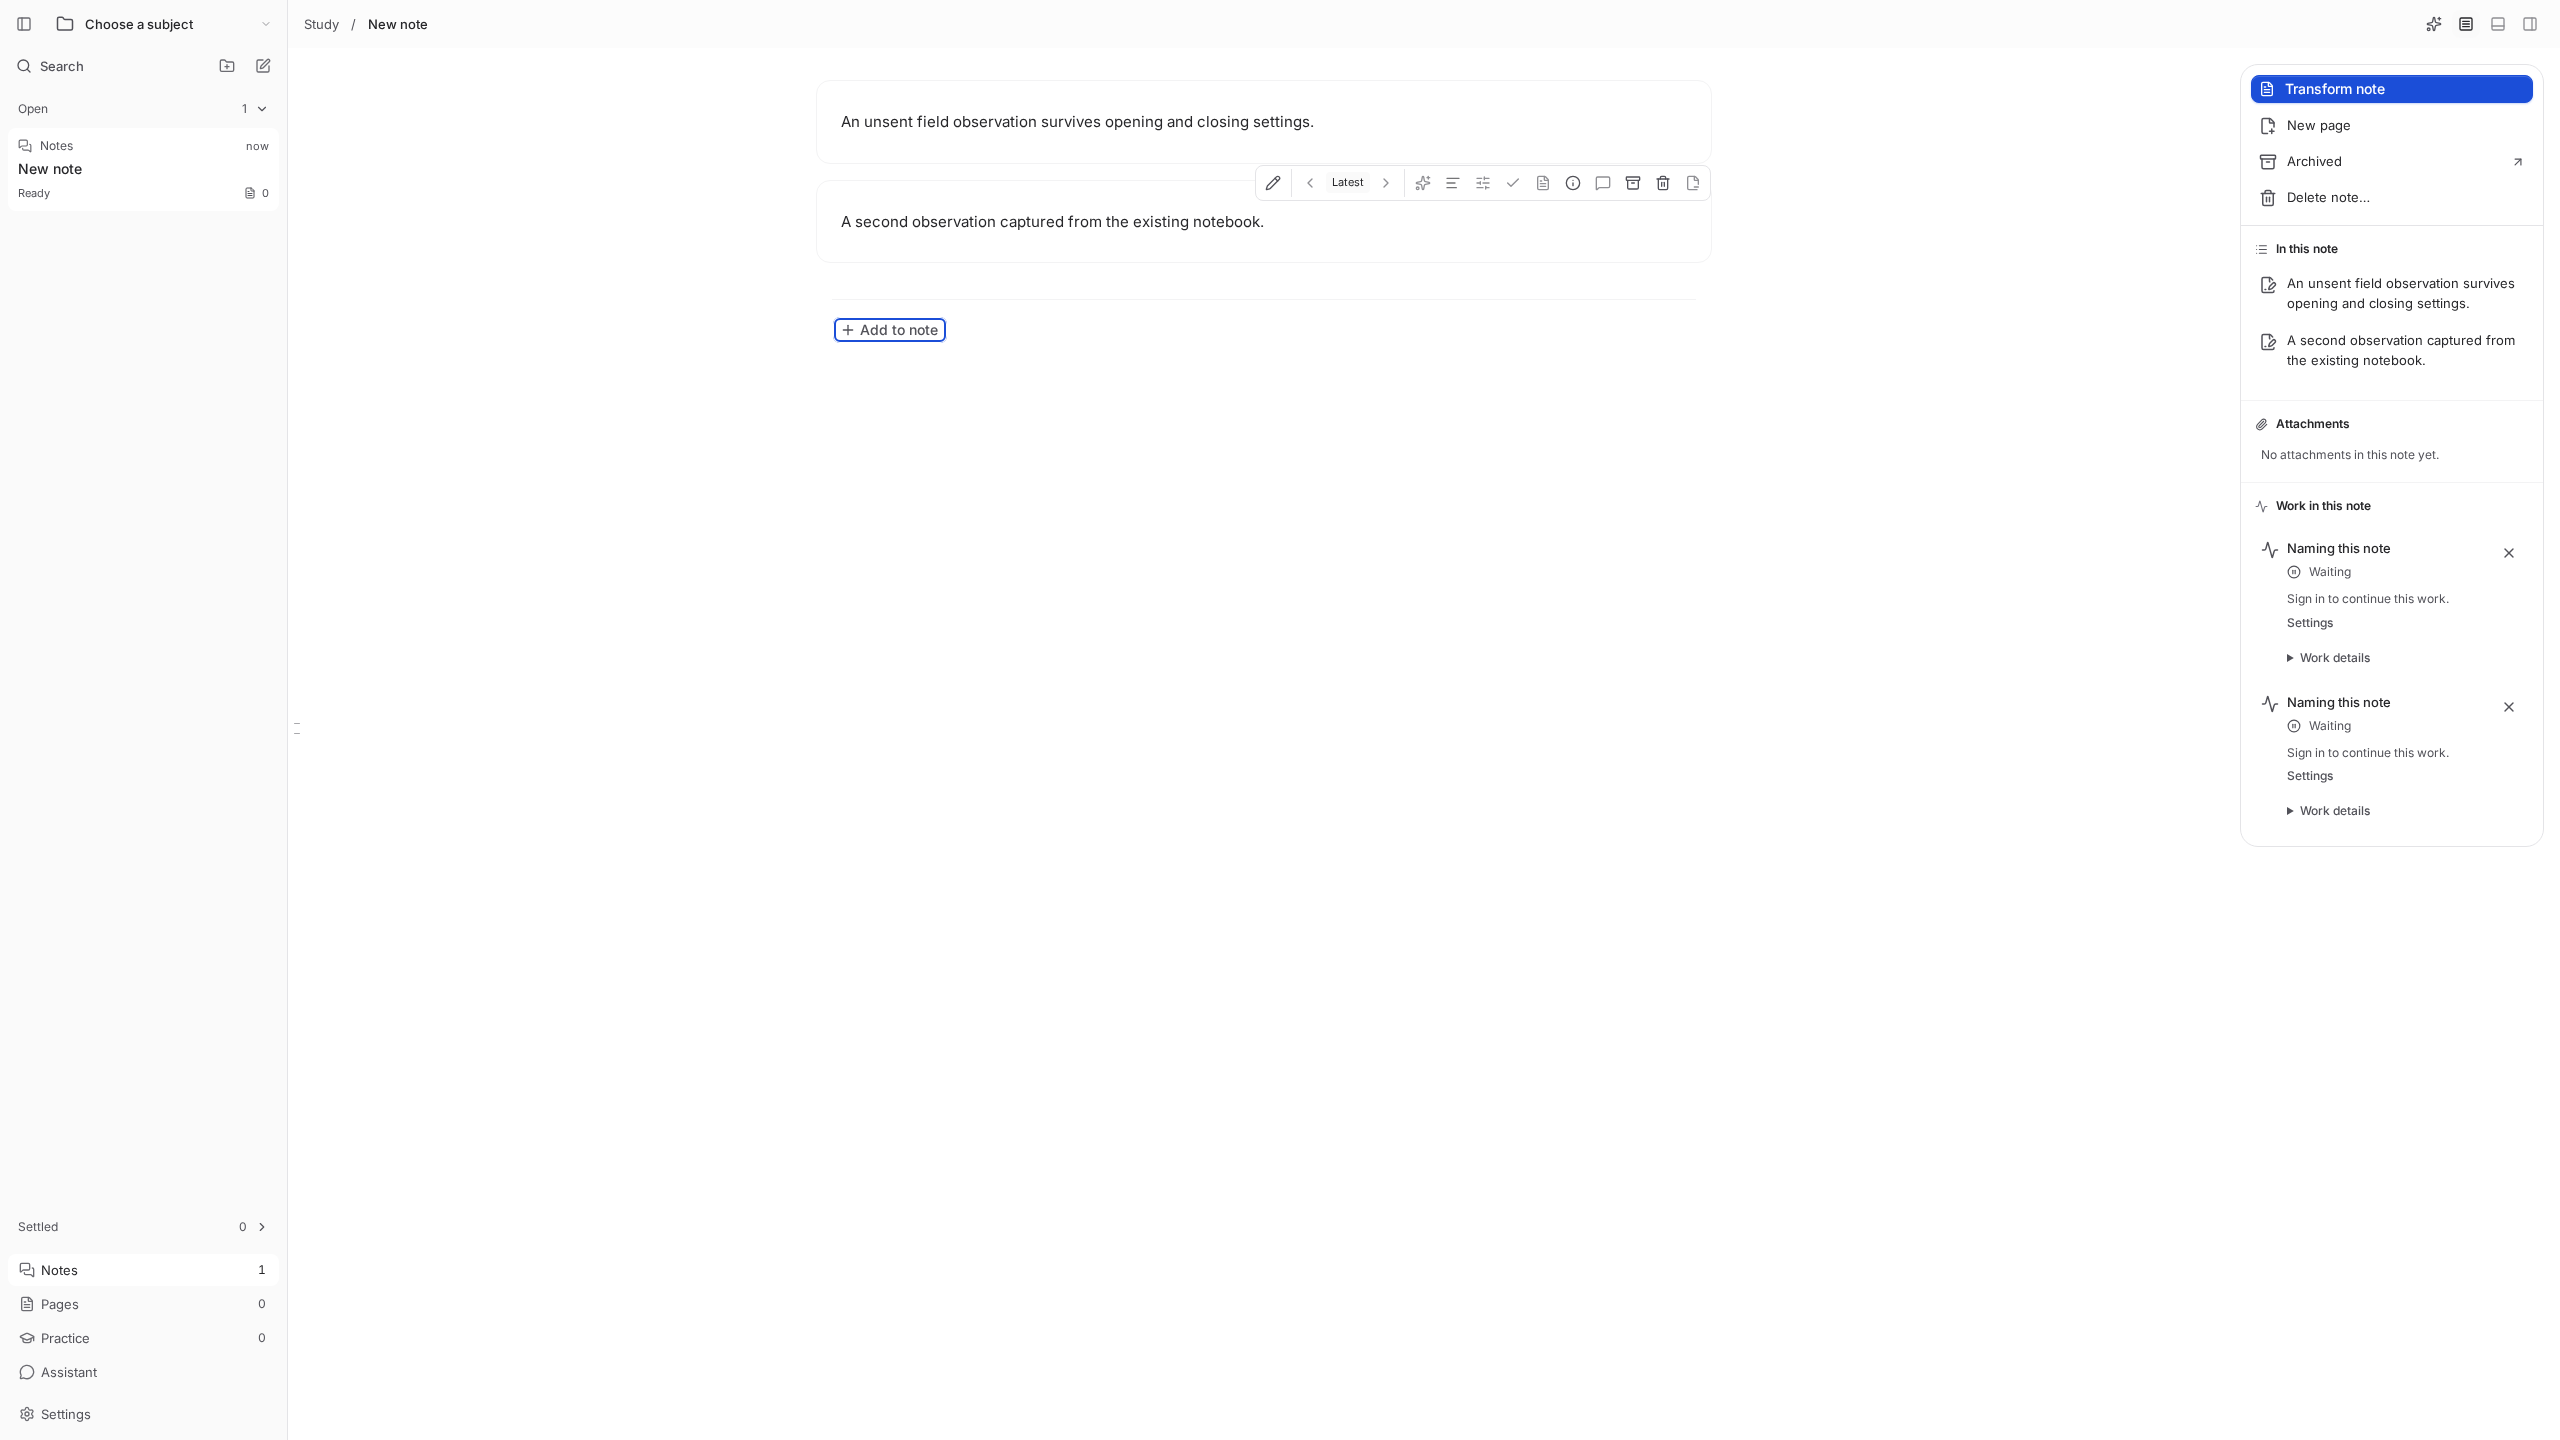 Choose a subject
Study / New note
Search
Open 1
Notes now
New note
Ready 0
An unsent field observation survives opening and closing settings.
Latest
A second observation captured from the existing notebook.
Add to note
Transform note
New page
Archived
Delete note...
In this note
An unsent field observation survives
opening and closing settings.
A second observation captured from
the existing notebook.
Attachments
No attachments in this note yet.
Work in this note
Naming this note
Waiting
Sign in to continue this work.
Settings
Work details
Naming this note
Waiting
Sign in to continue this work.
Settings
Work details
Settled 0
Notes 1
Pages 0
Practice 0
Assistant
Settings